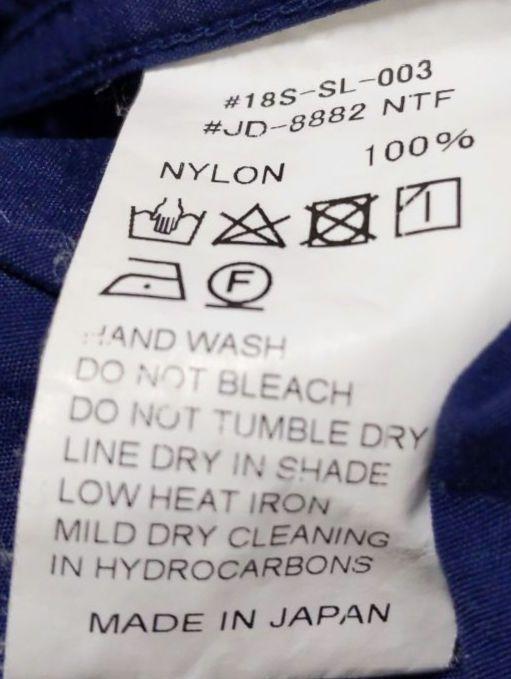 #18S-SL-003
#JD-8882 NTF
NYLON 100%
F
HAND WASH
DO NOT BLEACH
DO NOT TUMBLE DRY
LINE DRY IN SHADE
LOW HEAT IRON
MILD DRY CLEANING
IN HYDROCARBONS
MADE IN JAPAN